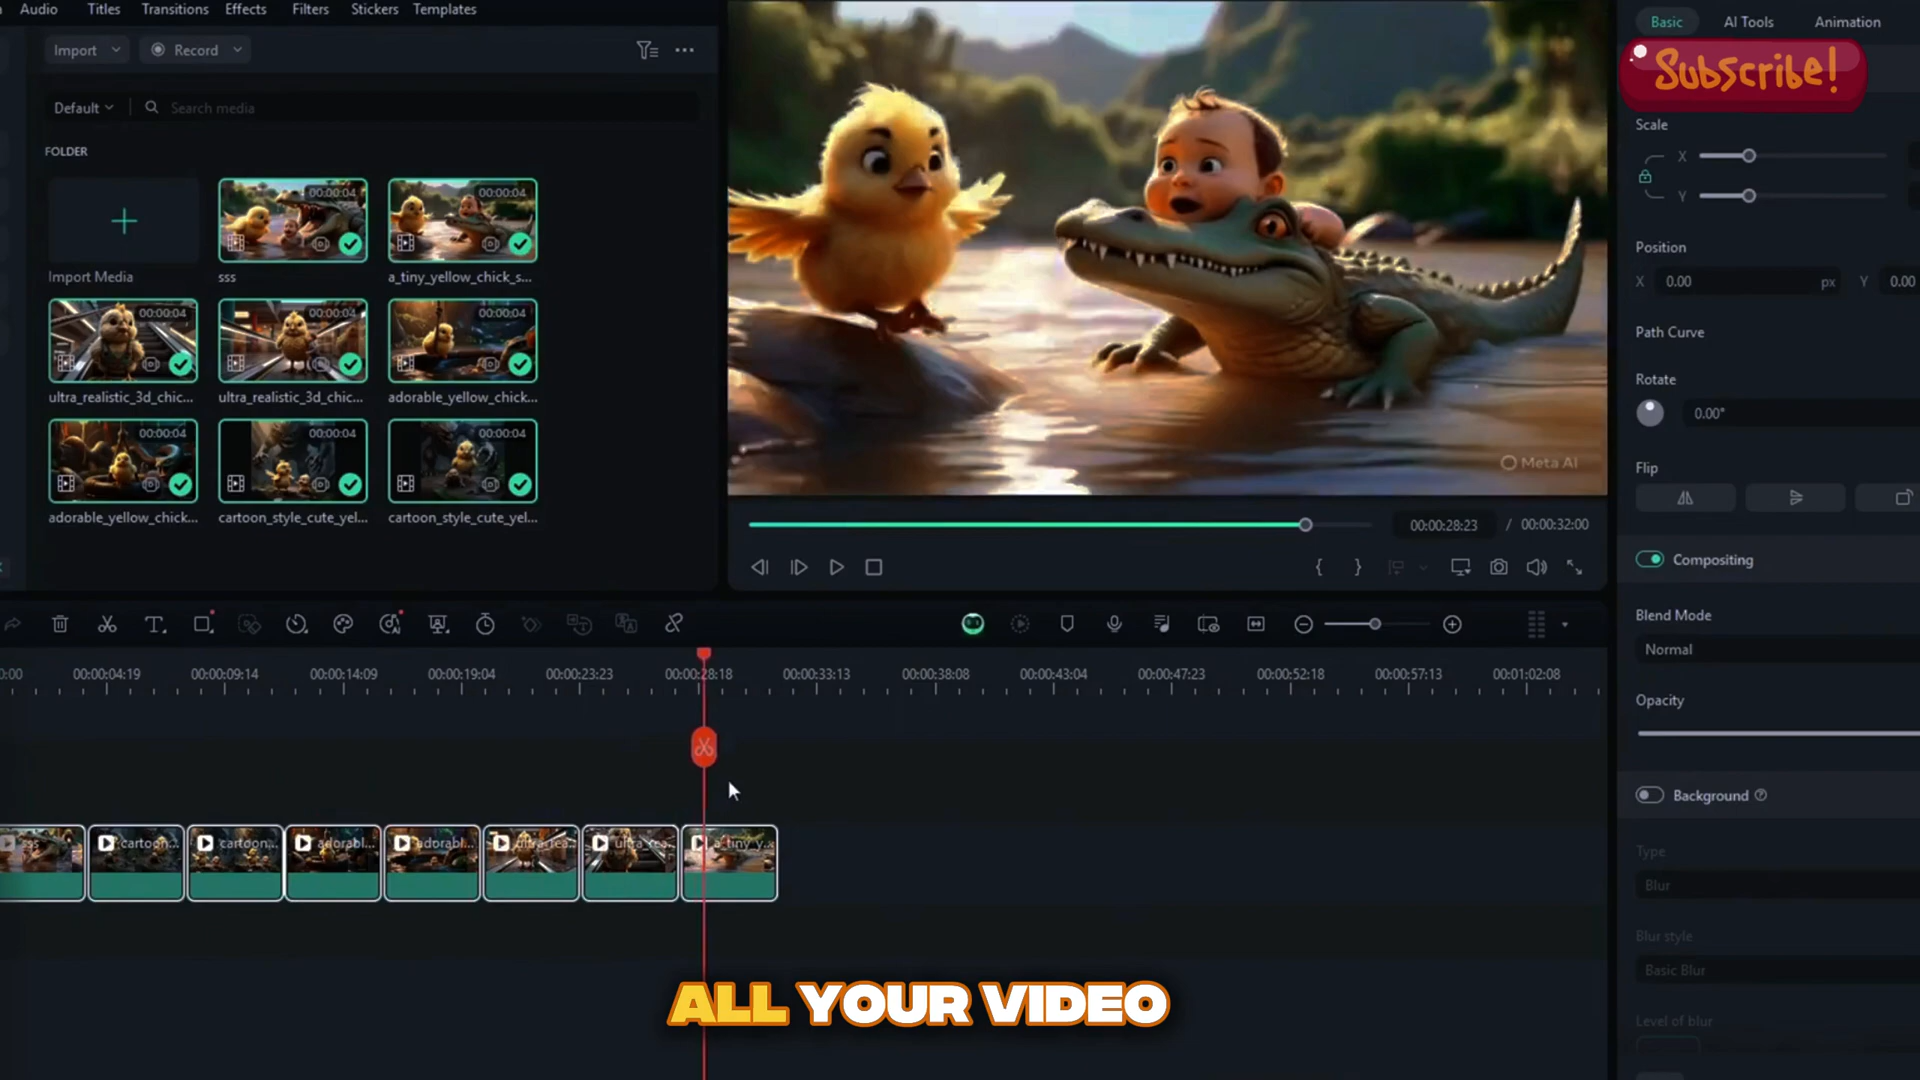 Audio Titles Transitions Effects Filters Stickers Templates
Import Record
Default Search media
FOLDER
00:00:04 00:00:04
Import Media sss a_tiny_yellow_chick_s...
00:00:04 00:00:04 00:00:04
ultra_realistic_3d_chic... ultra_realistic_3d_chic... adorable_yellow_chick...
00:00:04 00:00:04 00:00:04
adorable_yellow_chick... cartoon_style_cute_yel... cartoon_style_cute_yel...
Meta AI
00:00:28:23 / 00:00:32:00
Basic AI Tools Animation
Subscribe!
Scale
X
Y
Position
X 0.00 px Y 0.00
Path Curve
Rotate
0.00°
Flip
Compositing
Blend Mode
Normal
Opacity
Background
Type
Blur
Blur style
Basic Blur
Level of blur
0:00 00:00:04:19 00:00:09:14 00:00:14:09 00:00:19:04 00:00:23:23 00:00:28:18 00:00:33:13 00:00:38:08 00:00:43:04 00:00:47:23 00:00:52:18 00:00:57:13 00:01:02:08
sss cartoon... cartoon... adorabl... adorabl... ultra_rea... ultra_rea... a_tiny_y...
ALL YOUR VIDEO